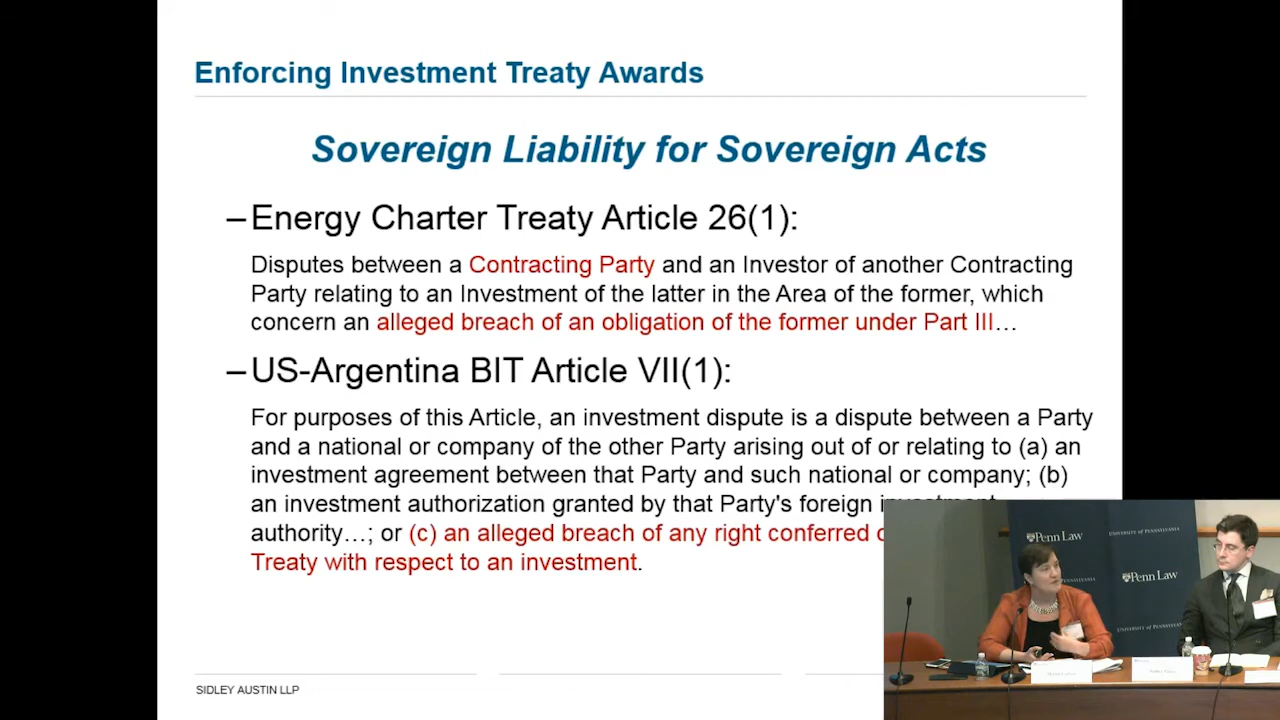 Enforcing Investment Treaty Awards
Sovereign Liability for Sovereign Acts
–Energy Charter Treaty Article 26(1):
Disputes between a Contracting Party and an Investor of another Contracting
Party relating to an Investment of the latter in the Area of the former, which
concern an alleged breach of an obligation of the former under Part III…
–US-Argentina BIT Article VII(1):
For purposes of this Article, an investment dispute is a dispute between a Party
and a national or company of the other Party arising out of or relating to (a) an
investment agreement between that Party and such national or company; (b)
an investment authorization granted by that Party's foreign investment
authority…; or (c) an alleged breach of any right conferred
Treaty with respect to an investment.
SIDLEY AUSTIN LLP
Penn Law
UNIVERSITY OF PENNSYLVANIA
Penn Law